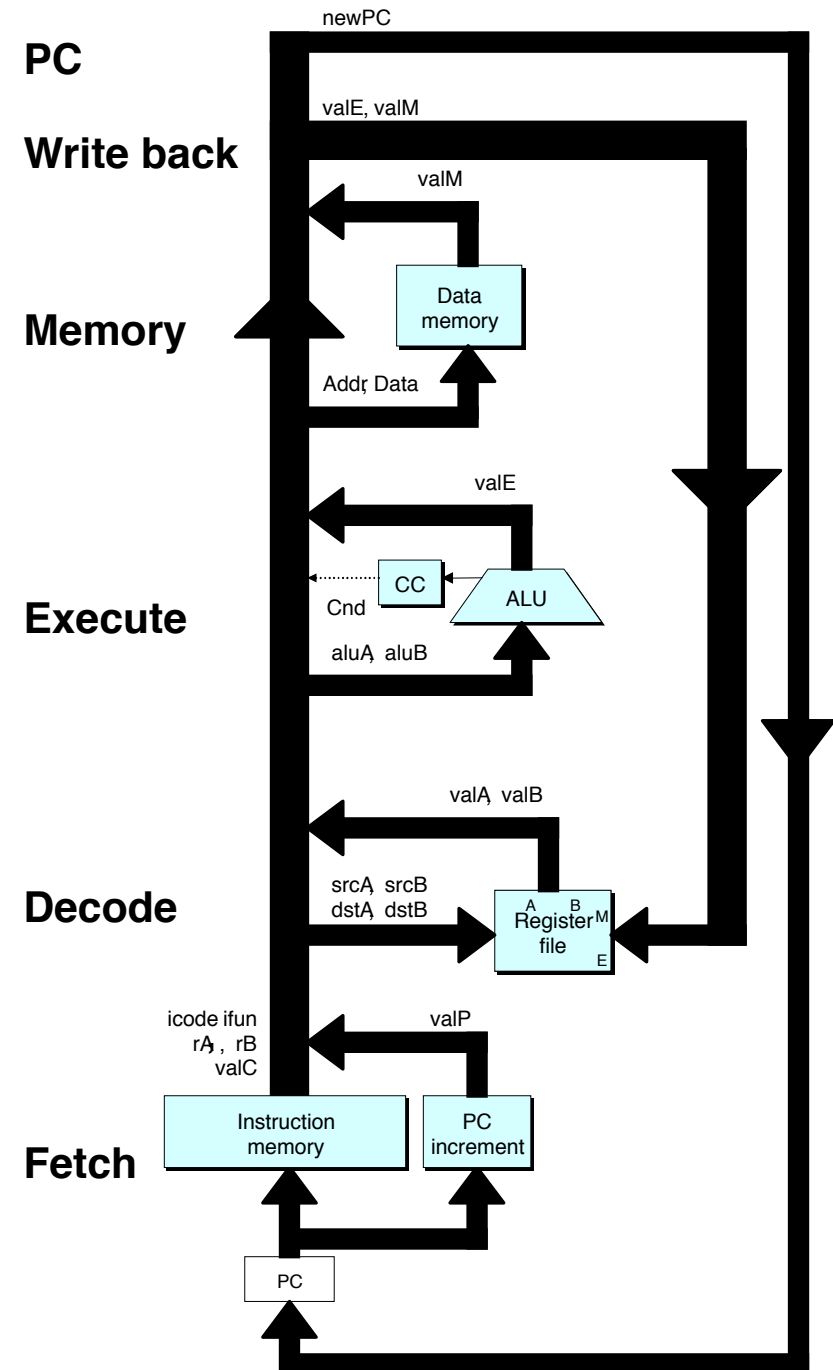 newPC
PC
valE, valM
Write back
valM
Data
memory
Memory
Addr, Data
valE
CC
ALU
Cnd
Execute
aluA, aluB
valA, valB
srcA, srcB
dstA, dstB
Decode
A B
Register M
file
E
icode ifun
rA, , rB
valC
valP
Instruction
memory
PC
increment
Fetch
PC